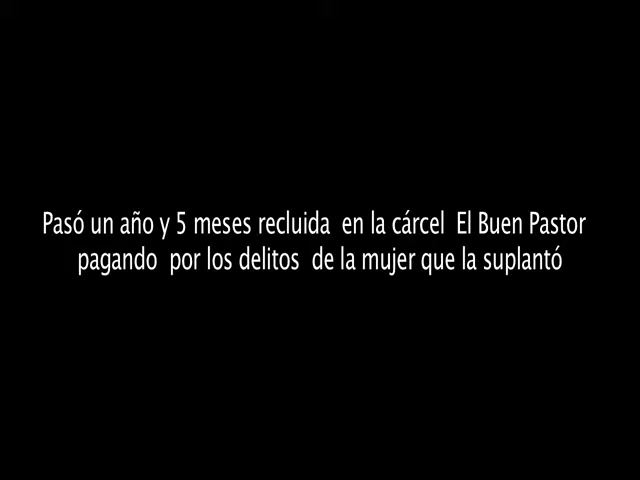 Pasó un año y 5 meses recluida en la cárcel El Buen Pastor
pagando por los delitos de la mujer que la suplantó